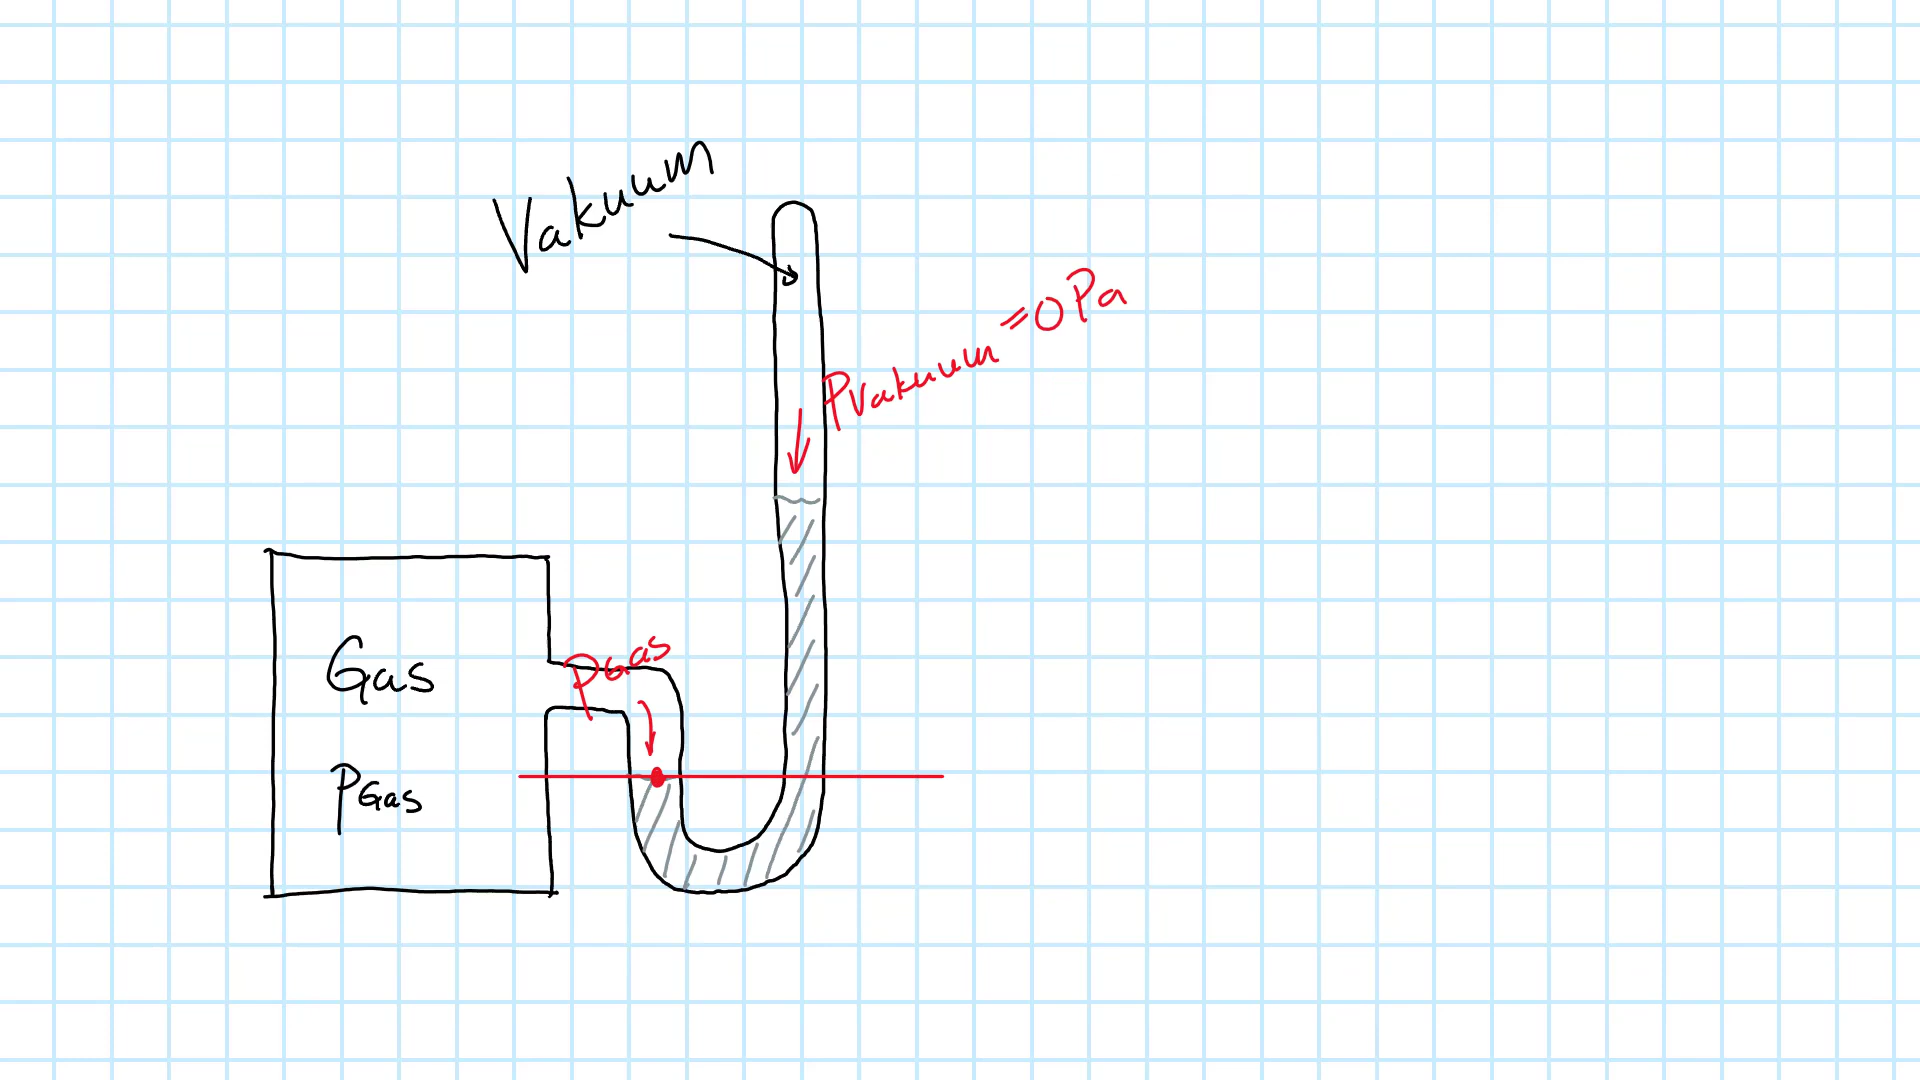 Vakuum
PVakuum = 0 Pa
Gas
PGas
PGas